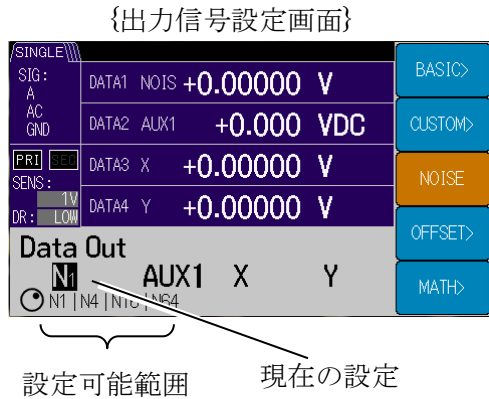 {出力信号設定画面}
SINGLE
SIG:
A
AC
GND
PRI SEC
SENS:
1V
DR: LOW
DATA1 NOIS +0.00000 V
DATA2 AUX1 +0.000 VDC
DATA3 X +0.00000 V
DATA4 Y +0.00000 V
Data Out
N1 AUX1 X Y
N1 | N4 | N16 | N64
BASIC>
CUSTOM>
NOISE
OFFSET>
MATH>
設定可能範囲
現在の設定